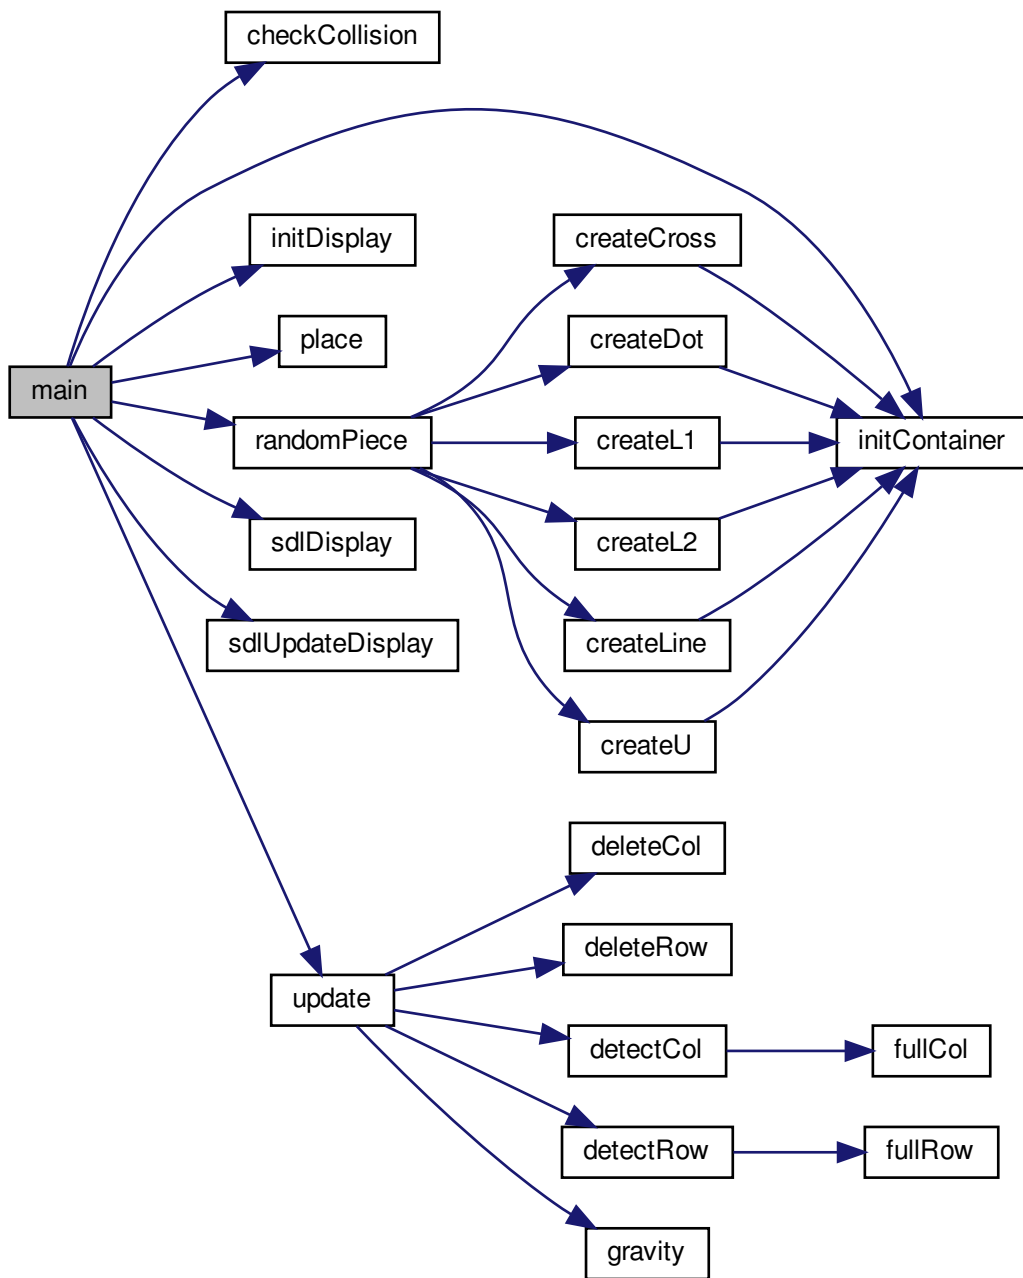 checkCollision
initDisplay
createCross
place
createDot
main
randomPiece
createL1
initContainer
sdlDisplay
createL2
sdlUpdateDisplay
createLine
createU
deleteCol
deleteRow
update
detectCol
fullCol
detectRow
fullRow
gravity